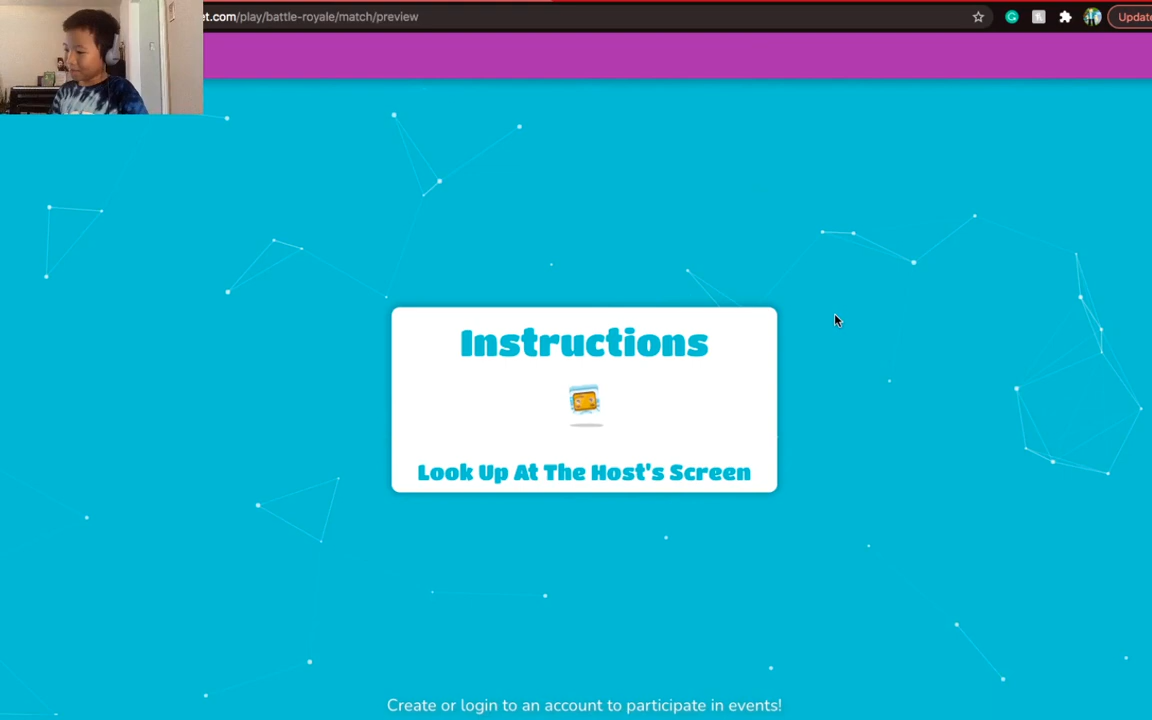 et.com/play/battle-royale/match/preview
Update
Instructions
Look Up At The Host's Screen
Create or login to an account to participate in events!